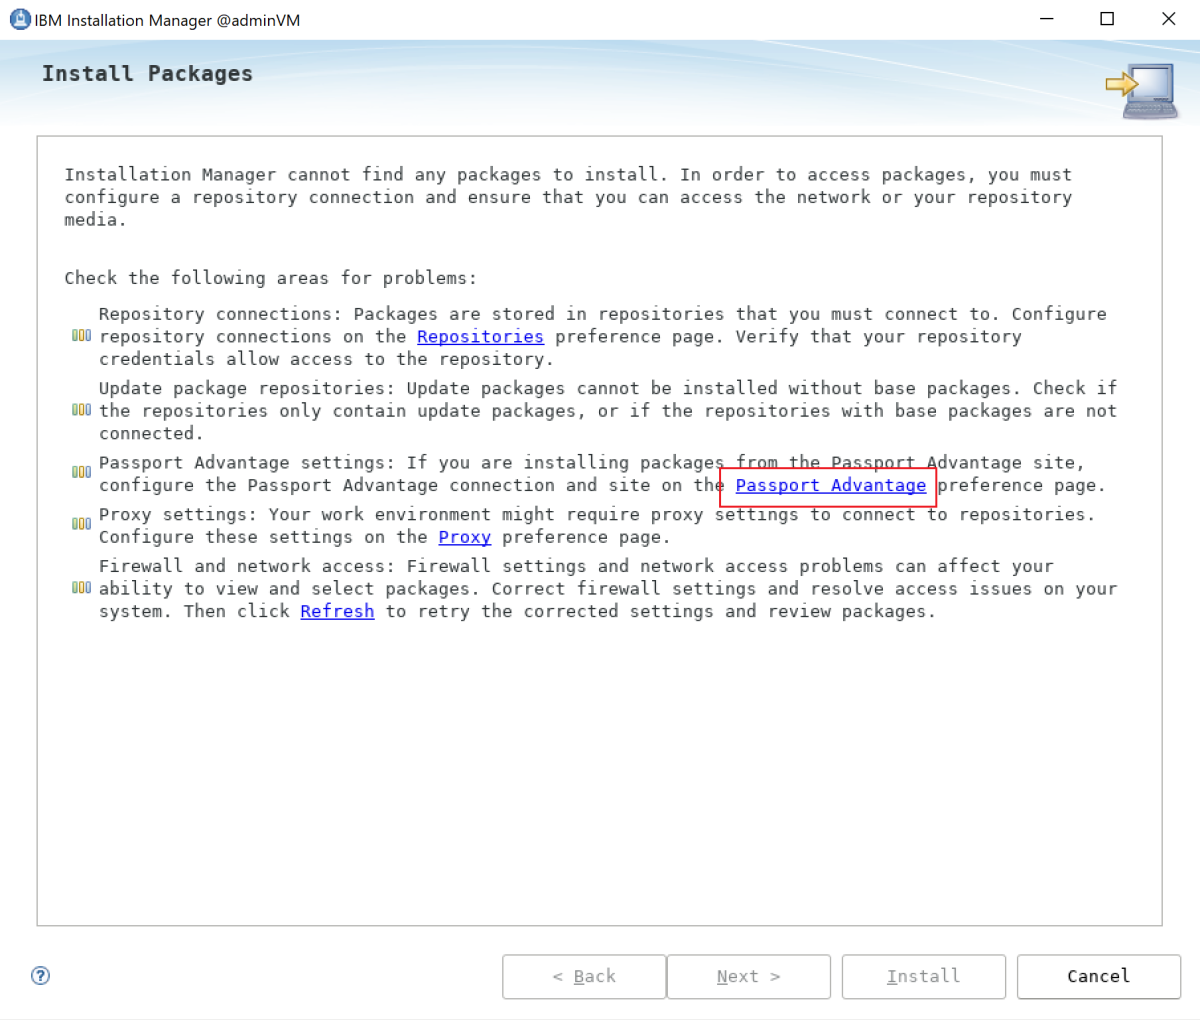 IBM Installation Manager @adminVM
Install Packages
Installation Manager cannot find any packages to install. In order to access packages, you must
configure a repository connection and ensure that you can access the network or your repository
media.
Check the following areas for problems:
Repository connections: Packages are stored in repositories that you must connect to. Configure
repository connections on the Repositories preference page. Verify that your repository
credentials allow access to the repository.
Update package repositories: Update packages cannot be installed without base packages. Check if
the repositories only contain update packages, or if the repositories with base packages are not
connected.
Passport Advantage settings: If you are installing packages from the Passport Advantage site,
configure the Passport Advantage connection and site on the Passport Advantage preference page.
Proxy settings: Your work environment might require proxy settings to connect to repositories.
Configure these settings on the Proxy preference page.
Firewall and network access: Firewall settings and network access problems can affect your
ability to view and select packages. Correct firewall settings and resolve access issues on your
system. Then click Refresh to retry the corrected settings and review packages.
? < Back Next > Install Cancel